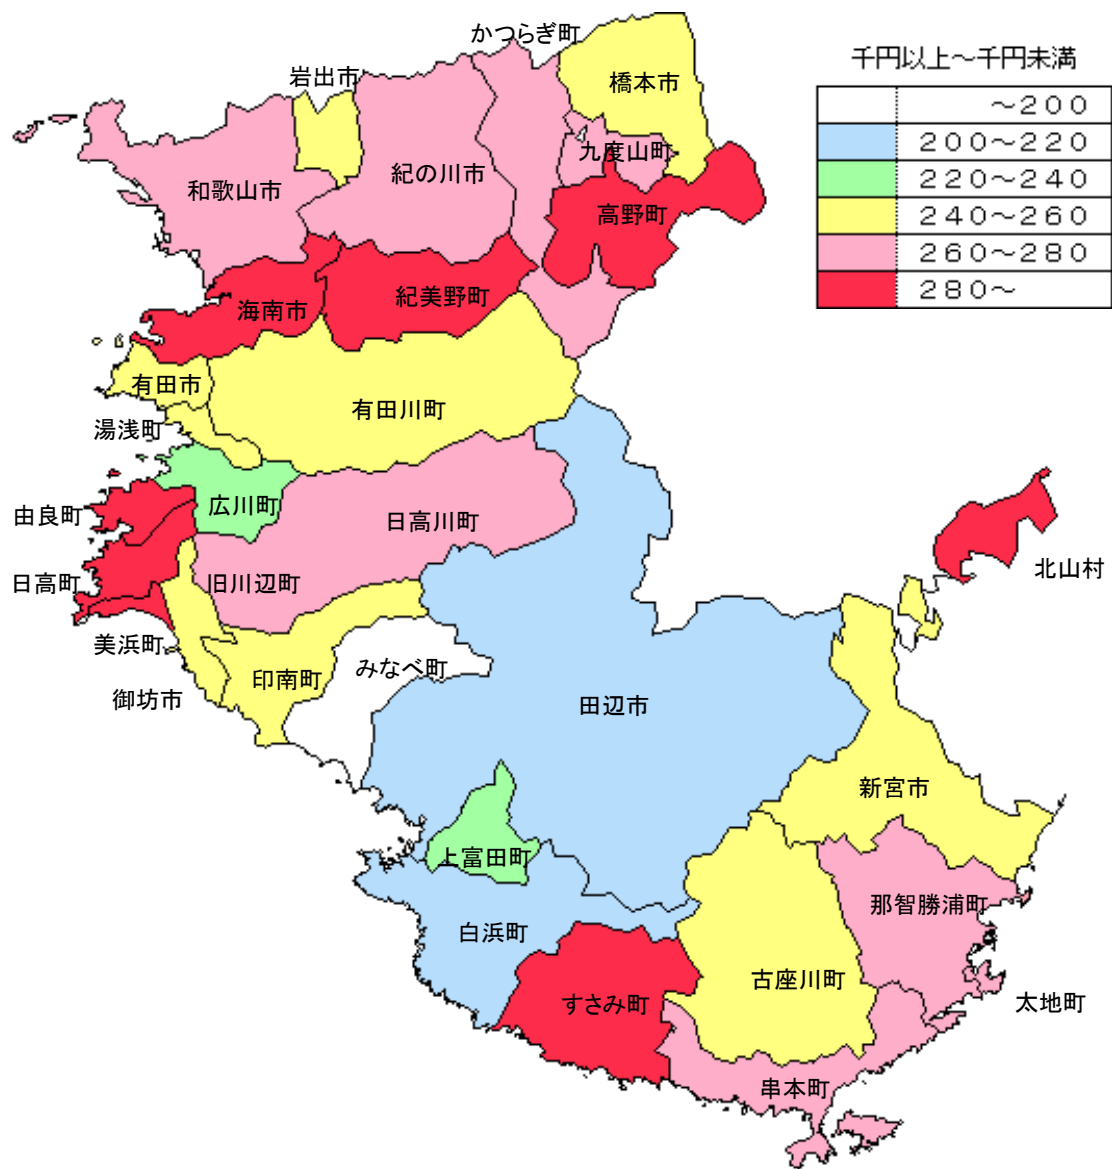 かつらぎ町
千円以上～千円未満
岩出市
橋本市
～２００
２００～２２０
九度山町
紀の川市
２２０～２４０
和歌山市
高野町
２４０～２６０
２６０～２８０
２８０～
海南市
紀美野町
有田市
有田川町
湯浅町
広川町
由良町
日高川町
日高町
旧川辺町
北山村
美浜町
みなべ町
印南町
御坊市
田辺市
新宮市
上富田町
那智勝浦町
白浜町
古座川町
すさみ町
太地町
串本町